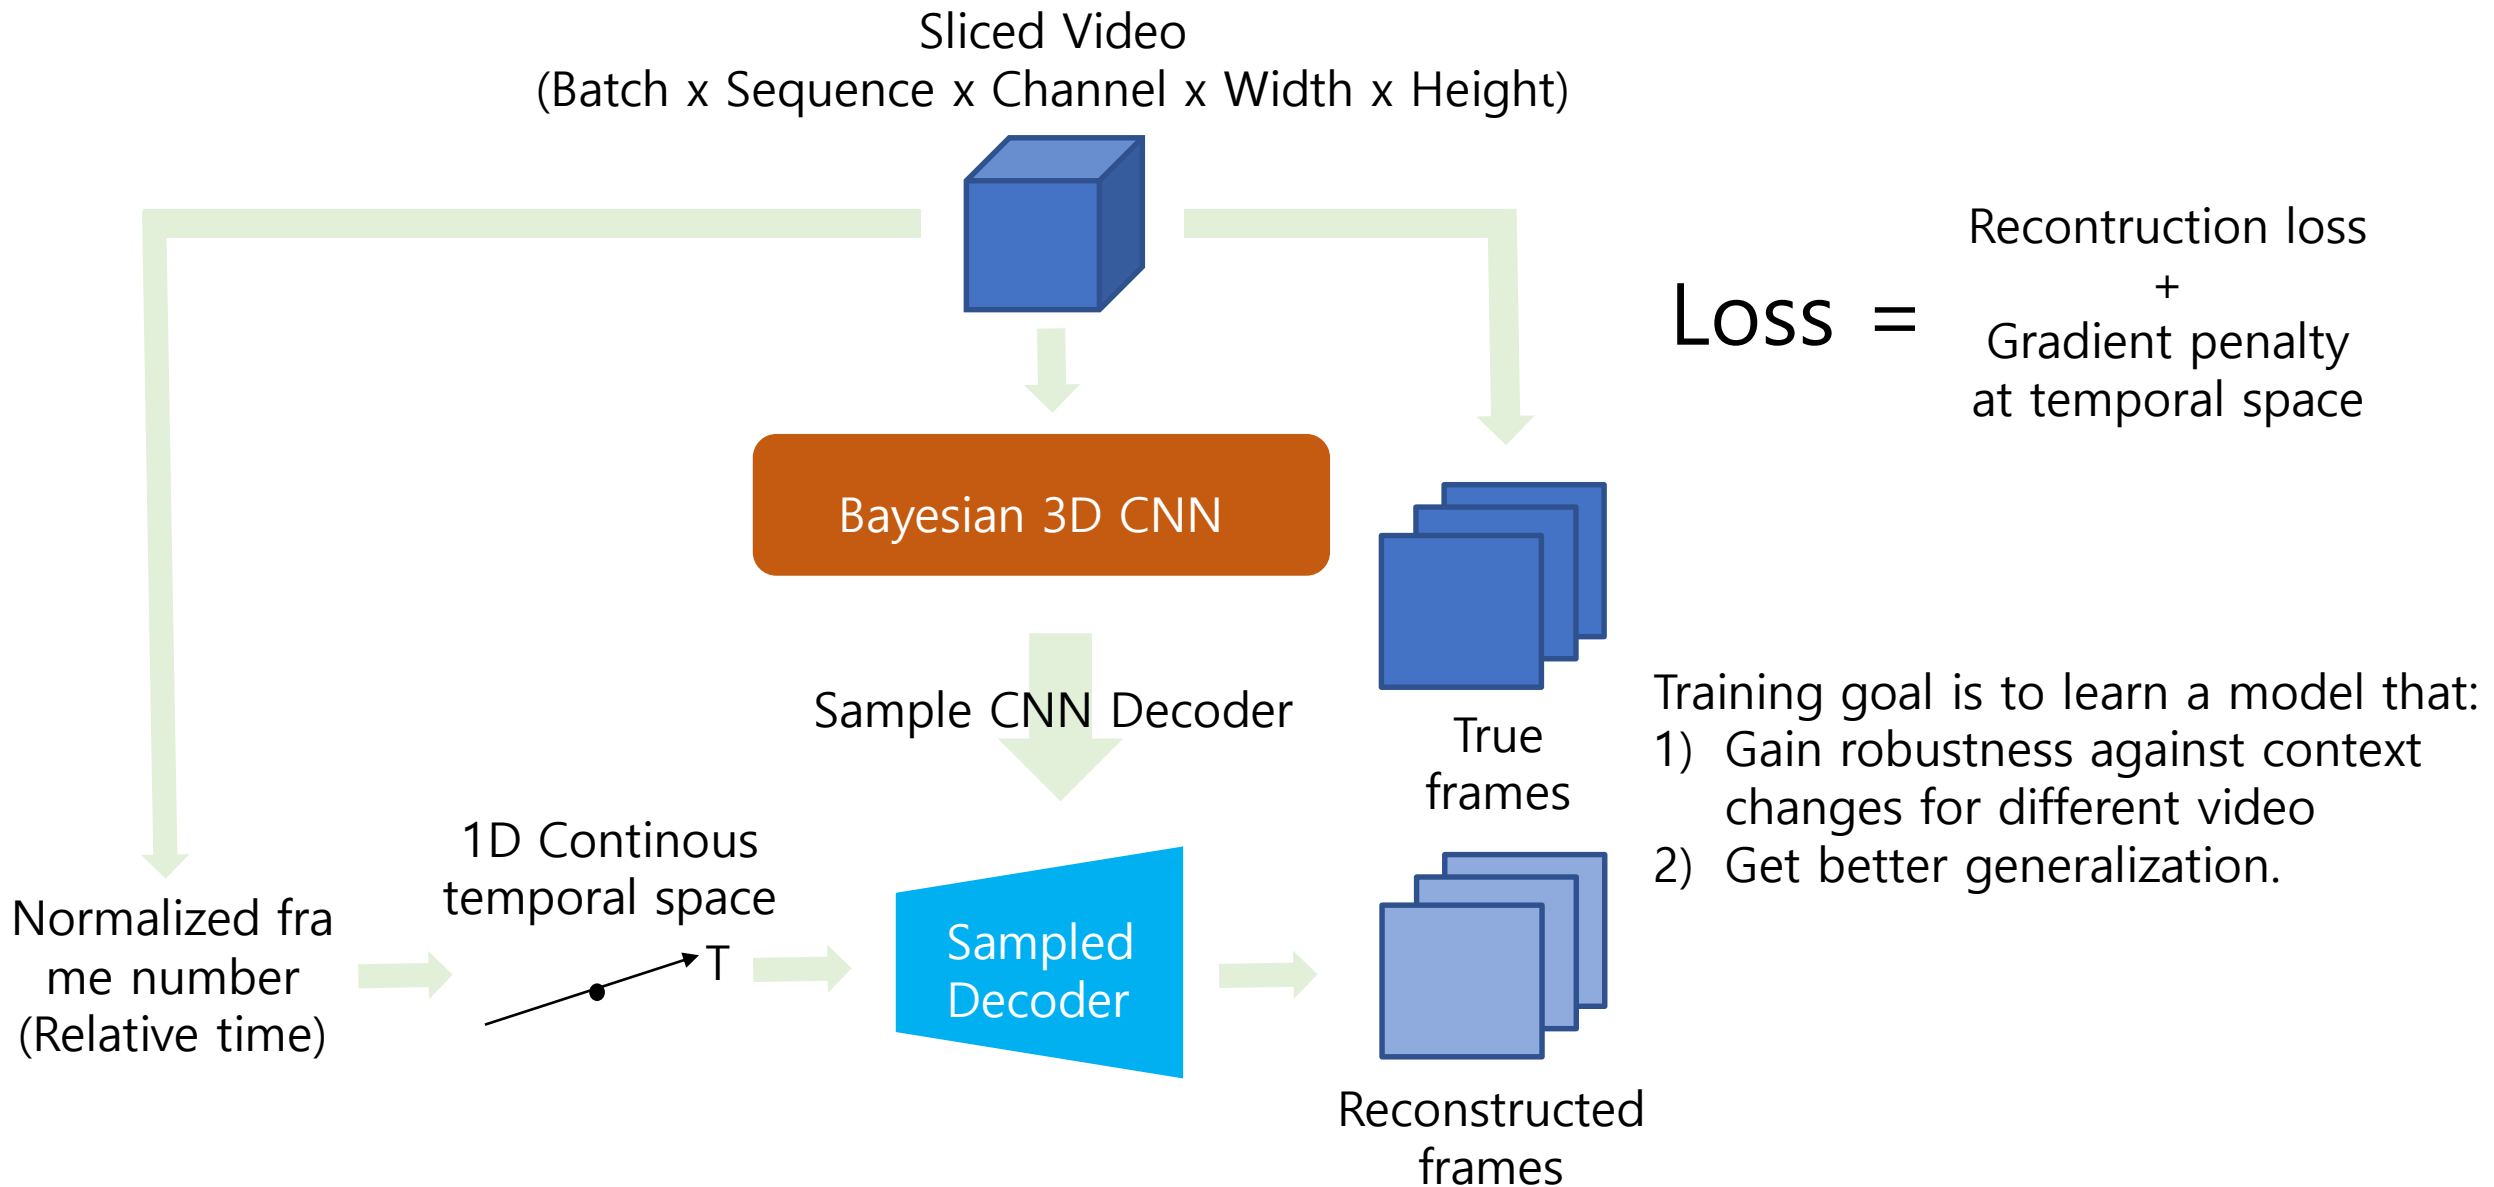 Sliced Video
(Batch x Sequence x Channel x Width x Height)
Recontruction loss
+
Loss =
Gradient penalty
at temporal space
Bayesian 3D CNN
Sample CNN Decoder
True
frames
Training goal is to learn a model that:
1) Gain robustness against context
changes for different video
2) Get better generalization.
1D Continous
temporal space
T
Normalized fra
me number
(Relative time)
Sampled
Decoder
Reconstructed
frames